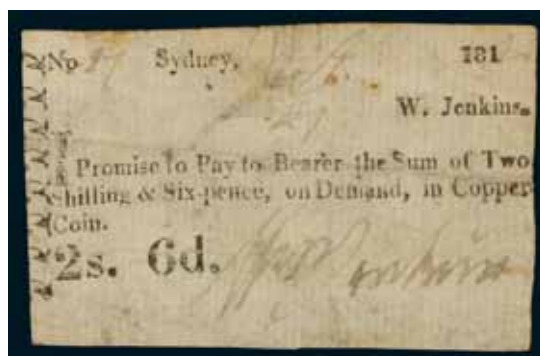 No Sydney, 181
W. Jenkins.
Promise to Pay to Bearer the Sum of Two
Shilling & Six-pence, on Demand, in Copper
Coin.
2s. 6d.